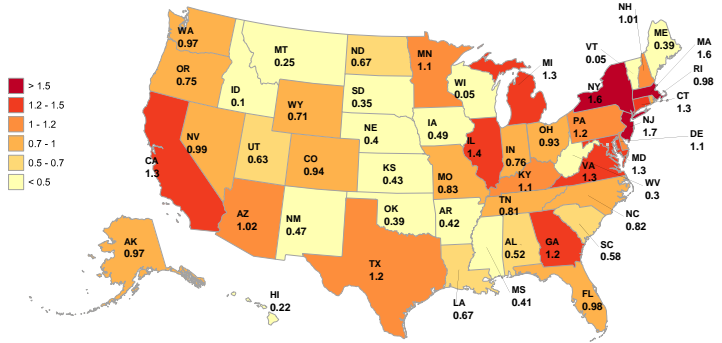 > 1.5
1.2 - 1.5
1 - 1.2
0.7 - 1
0.5 - 0.7
< 0.5
WA
0.97
OR
0.75
CA
1.3
NV
0.99
ID
0.1
MT
0.25
WY
0.71
UT
0.63
CO
0.94
AZ
1.02
NM
0.47
ND
0.67
SD
0.35
NE
0.4
KS
0.43
OK
0.39
TX
1.2
MN
1.1
IA
0.49
MO
0.83
AR
0.42
LA
0.67
WI
0.05
IL
1.4
MI
1.3
IN
0.76
OH
0.93
KY
1.1
TN
0.81
MS
0.41
AL
0.52
GA
1.2
FL
0.98
SC
0.58
NC
0.82
VA
1.3
WV
0.3
MD
1.3
DE
1.1
PA
1.2
NJ
1.7
NY
1.6
CT
1.3
RI
0.98
MA
1.6
VT
0.05
NH
1.01
ME
0.39
AK
0.97
HI
0.22